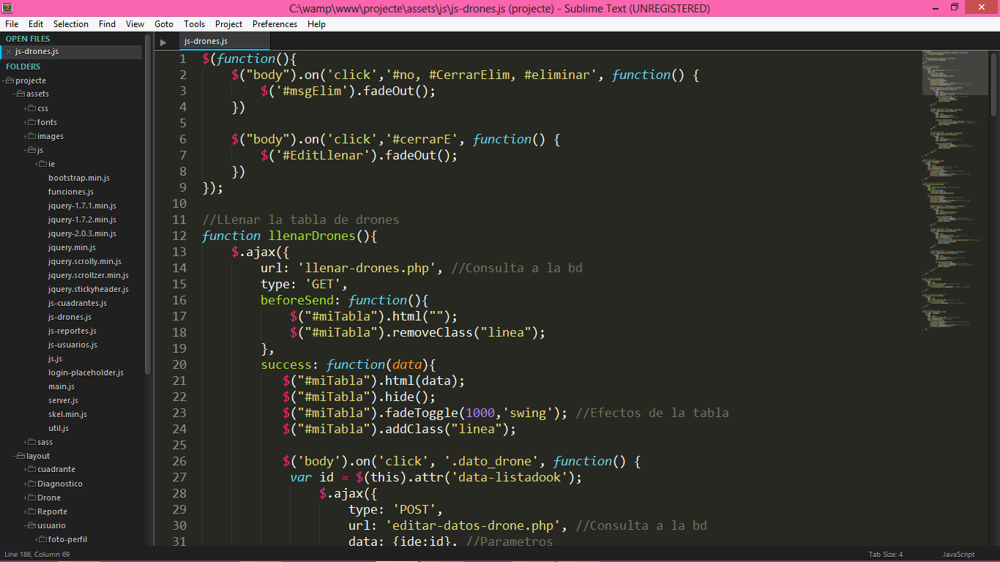 C:\wamp\www\projecte\assets\js\js-drones.js (projecte) - Sublime Text (UNREGISTERED)
File Edit Selection Find View Goto Tools Project Preferences Help
OPEN FILES
js-drones.js
FOLDERS
projecte
assets
css
fonts
images
js
ie
bootstrap.min.js
funciones.js
jquery-1.7.1.min.js
jquery-1.7.2.min.js
jquery-2.0.3.min.js
jquery.min.js
jquery.scrolly.min.js
jquery.scrollzer.min.js
jquery.stickyheader.js
js-cuadrantes.js
js-drones.js
js-reportes.js
js-usuarios.js
js.js
login-placeholder.js
main.js
server.js
skel.min.js
util.js
sass
layout
cuadrante
Diagnostico
Drone
Reporte
usuario
foto-perfil
js-drones.js
1 $(function(){
2 $("body").on('click','#no, #CerrarElim, #eliminar', function() {
3 $('#msgElim').fadeOut();
4 })
5
6 $("body").on('click','#cerrarE', function() {
7 $('#EditLlenar').fadeOut();
8 })
9 });
10
11 //LLenar la tabla de drones
12 function llenarDrones(){
13 $.ajax({
14 url: 'llenar-drones.php', //Consulta a la bd
15 type: 'GET',
16 beforeSend: function(){
17 $("#miTabla").html("");
18 $("#miTabla").removeClass("linea");
19 },
20 success: function(data){
21 $("#miTabla").html(data);
22 $("#miTabla").hide();
23 $("#miTabla").fadeToggle(1000,'swing'); //Efectos de la tabla
24 $("#miTabla").addClass("linea");
25
26 $('body').on('click', '.dato_drone', function() {
27 var id = $(this).attr('data-listadook');
28 $.ajax({
29 type: 'POST',
30 url: 'editar-datos-drone.php', //Consulta a la bd
31 data: {ide:id}, //Parametros
Line 186, Column 69
Tab Size: 4
JavaScript